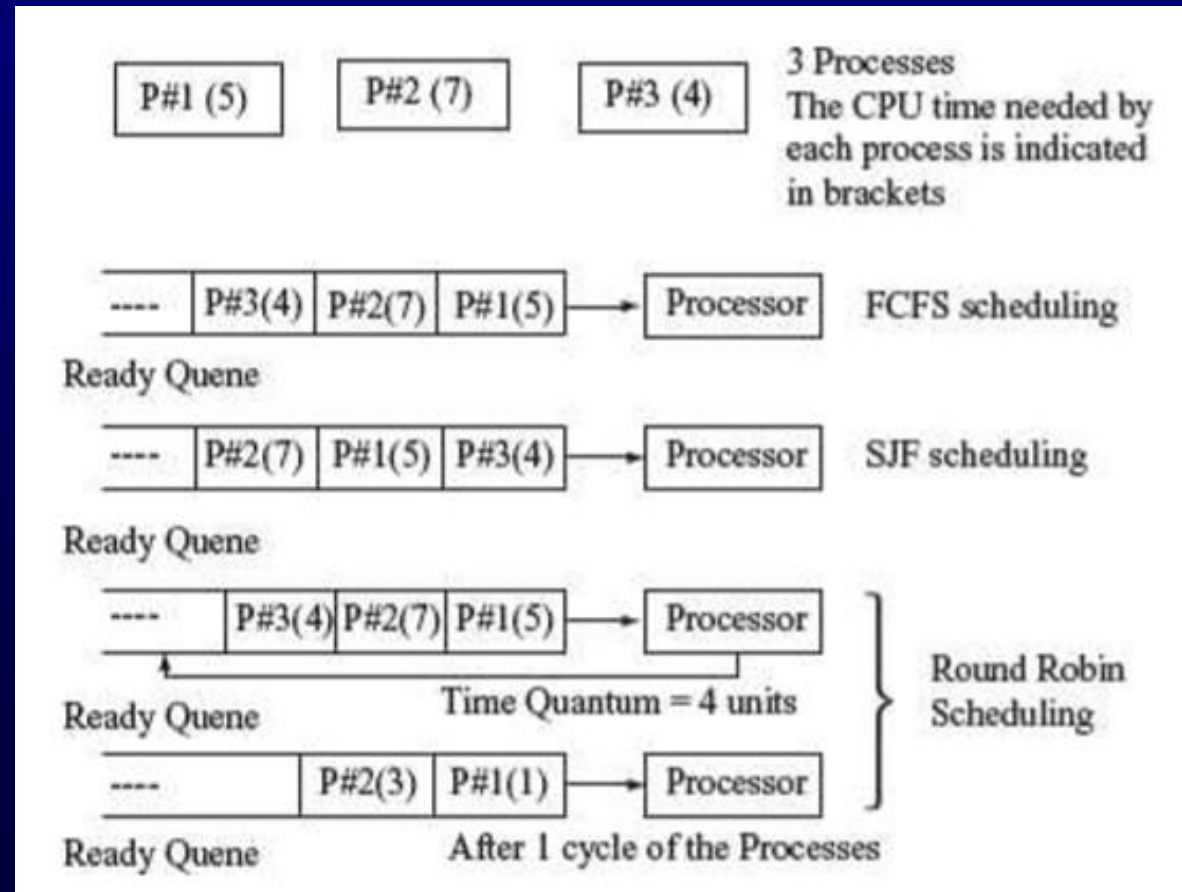 P#1 (5)
P#2 (7)
P#3 (4)
3 Processes
The CPU time needed by
each process is indicated
in brackets
---- P#3(4) P#2(7) P#1(5) Processor FCFS scheduling
Ready Quene
---- P#2(7) P#1(5) P#3(4) Processor SJF scheduling
Ready Quene
---- P#3(4) P#2(7) P#1(5) Processor
Time Quantum = 4 units
Ready Quene
Round Robin
Scheduling
---- P#2(3) P#1(1) Processor
Ready Quene
After 1 cycle of the Processes